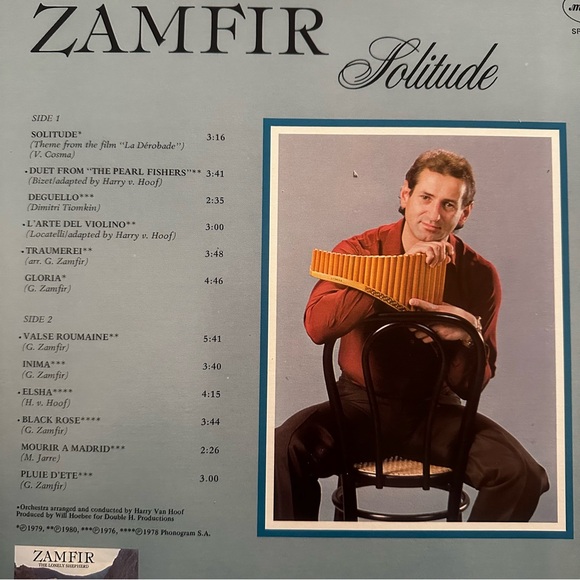 ZAMFIR
Solitude
SP
SIDE 1
SOLITUDE* 3:16
(Theme from the film "La Dérobade")
(V. Cosma)
•DUET FROM "THE PEARL FISHERS"** 3:41
(Bizet/adapted by Harry v. Hoof)
DEGUELLO*** 2:35
(Dimitri Tiomkin)
•L'ARTE DEL VIOLINO** 3:00
(Locatelli/adapted by Harry v. Hoof)
•TRAUMEREI** 3:48
(arr. G. Zamfir)
GLORIA* 4:46
(G. Zamfir)
SIDE 2
•VALSE ROUMAINE** 5:41
(G. Zamfir)
INIMA*** 3:40
(G. Zamfir)
•ELSHA**** 4:15
(H. v. Hoof)
•BLACK ROSE**** 3:44
(G. Zamfir)
MOURIR A MADRID*** 2:26
(M. Jarre)
PLUIE D'ETE*** 3.00
(G. Zamfir)
•Orchestra arranged and conducted by Harry Van Hoof
Produced by Will Hoebee for Double H. Productions
*℗1979, **℗1980, ***℗1976, ****℗1978 Phonogram S.A.
ZAMFIR
THE LONELY SHEPHERD